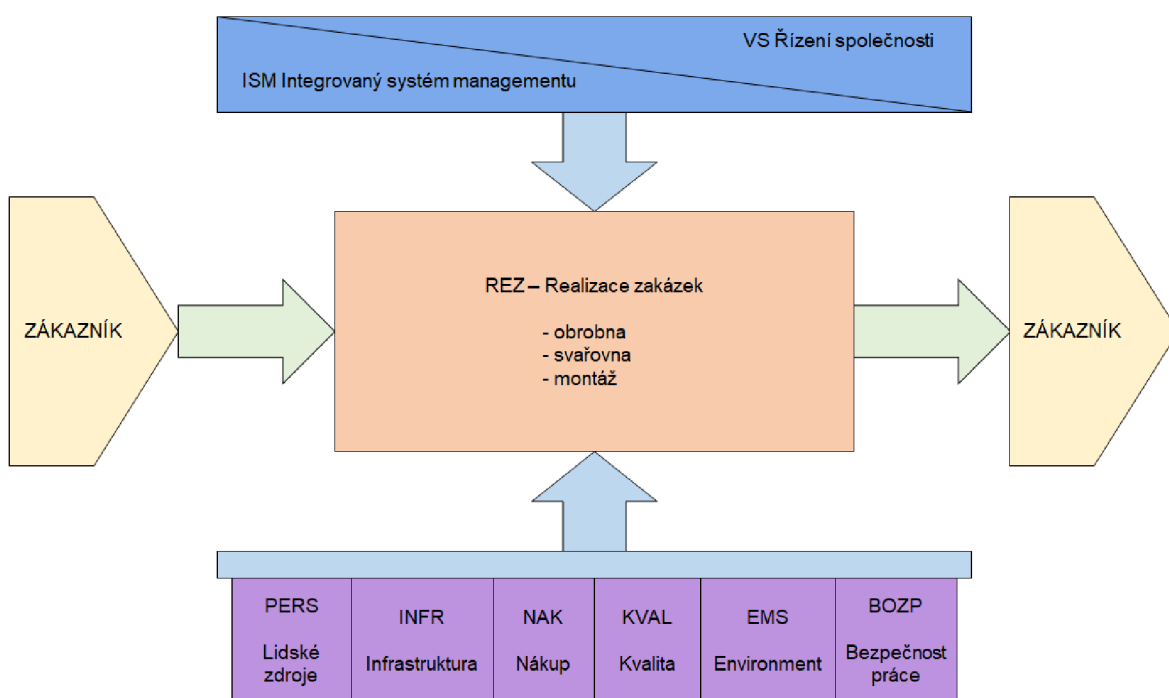 VS Řízení společnosti
ISM Integrovaný systém managementu
ZÁKAZNÍK
REZ – Realizace zakázek
- obrobna
- svařovna
- montáž
ZÁKAZNÍK
PERS
Lidské
zdroje
INFR
Infrastruktura
NAK
Nákup
KVAL
Kvalita
EMS
Environment
BOZP
Bezpečnost
práce